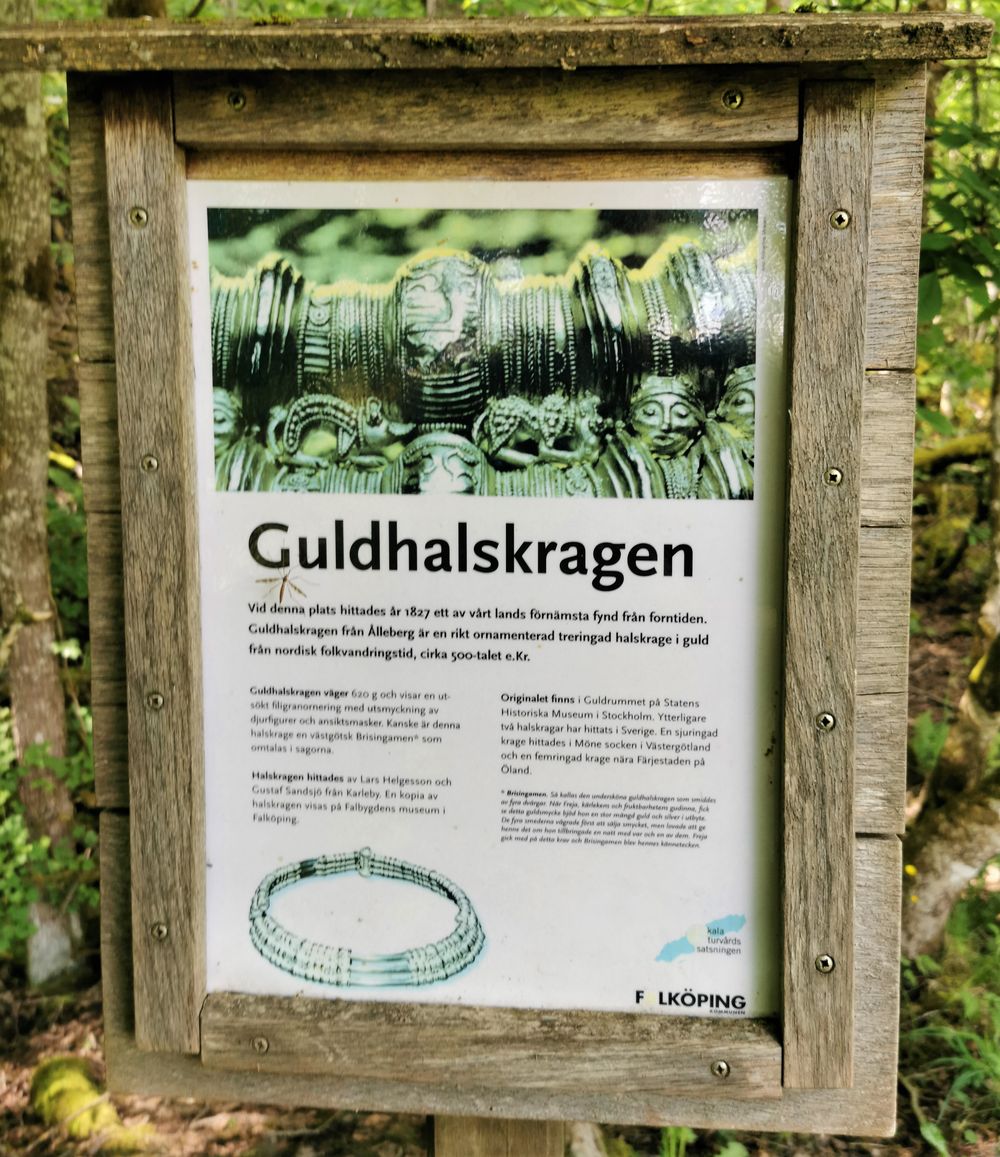 Guldhalskragen
Vid denna plats hittades år 1827 ett av vårt lands förnämsta fynd från forntiden.
Guldhalskragen från Ålleberg är en rikt ornamenterad treringad halskrage i guld
från nordisk folkvandringstid, cirka 500-talet e.Kr.
Guldhalskragen väger 620 g och visar en ut-
sökt filigranornering med utsmyckning av
djurfigurer och ansiktsmasker. Kanske är denna
halskrage en västgötsk Brisingamen* som
omtalas i sagorna.
Halskragen hittades av Lars Helgesson och
Gustaf Sandsjö från Karleby. En kopia av
halskragen visas på Falbygdens museum i
Falköping.
Originalet finns i Guldrummet på Statens
Historiska Museum i Stockholm. Ytterligare
två halskragar har hittats i Sverige. En sjuringad
krage hittades i Möne socken i Västergötland
och en femringad krage nära Färjestaden på
Öland.
* Brisingamen. Så kallas den undersköna guldhalskragen som smiddes
av fyra dvärgar. När Freja, kärlekens och fruktbarhetens gudinna, fick
se detta guldsmycke bjöd hon en stor mängd guld och silver i utbyte.
De fyra smederna vägrade först att sälja smycket, men lovade att ge
henne det om hon tillbringade en natt med var och en av dem. Freja
gick med på detta krav och Brisingamen blev hennes kännetecken.
kala
turvårds
satsningen
F LKÖPING
KOMMUNEN